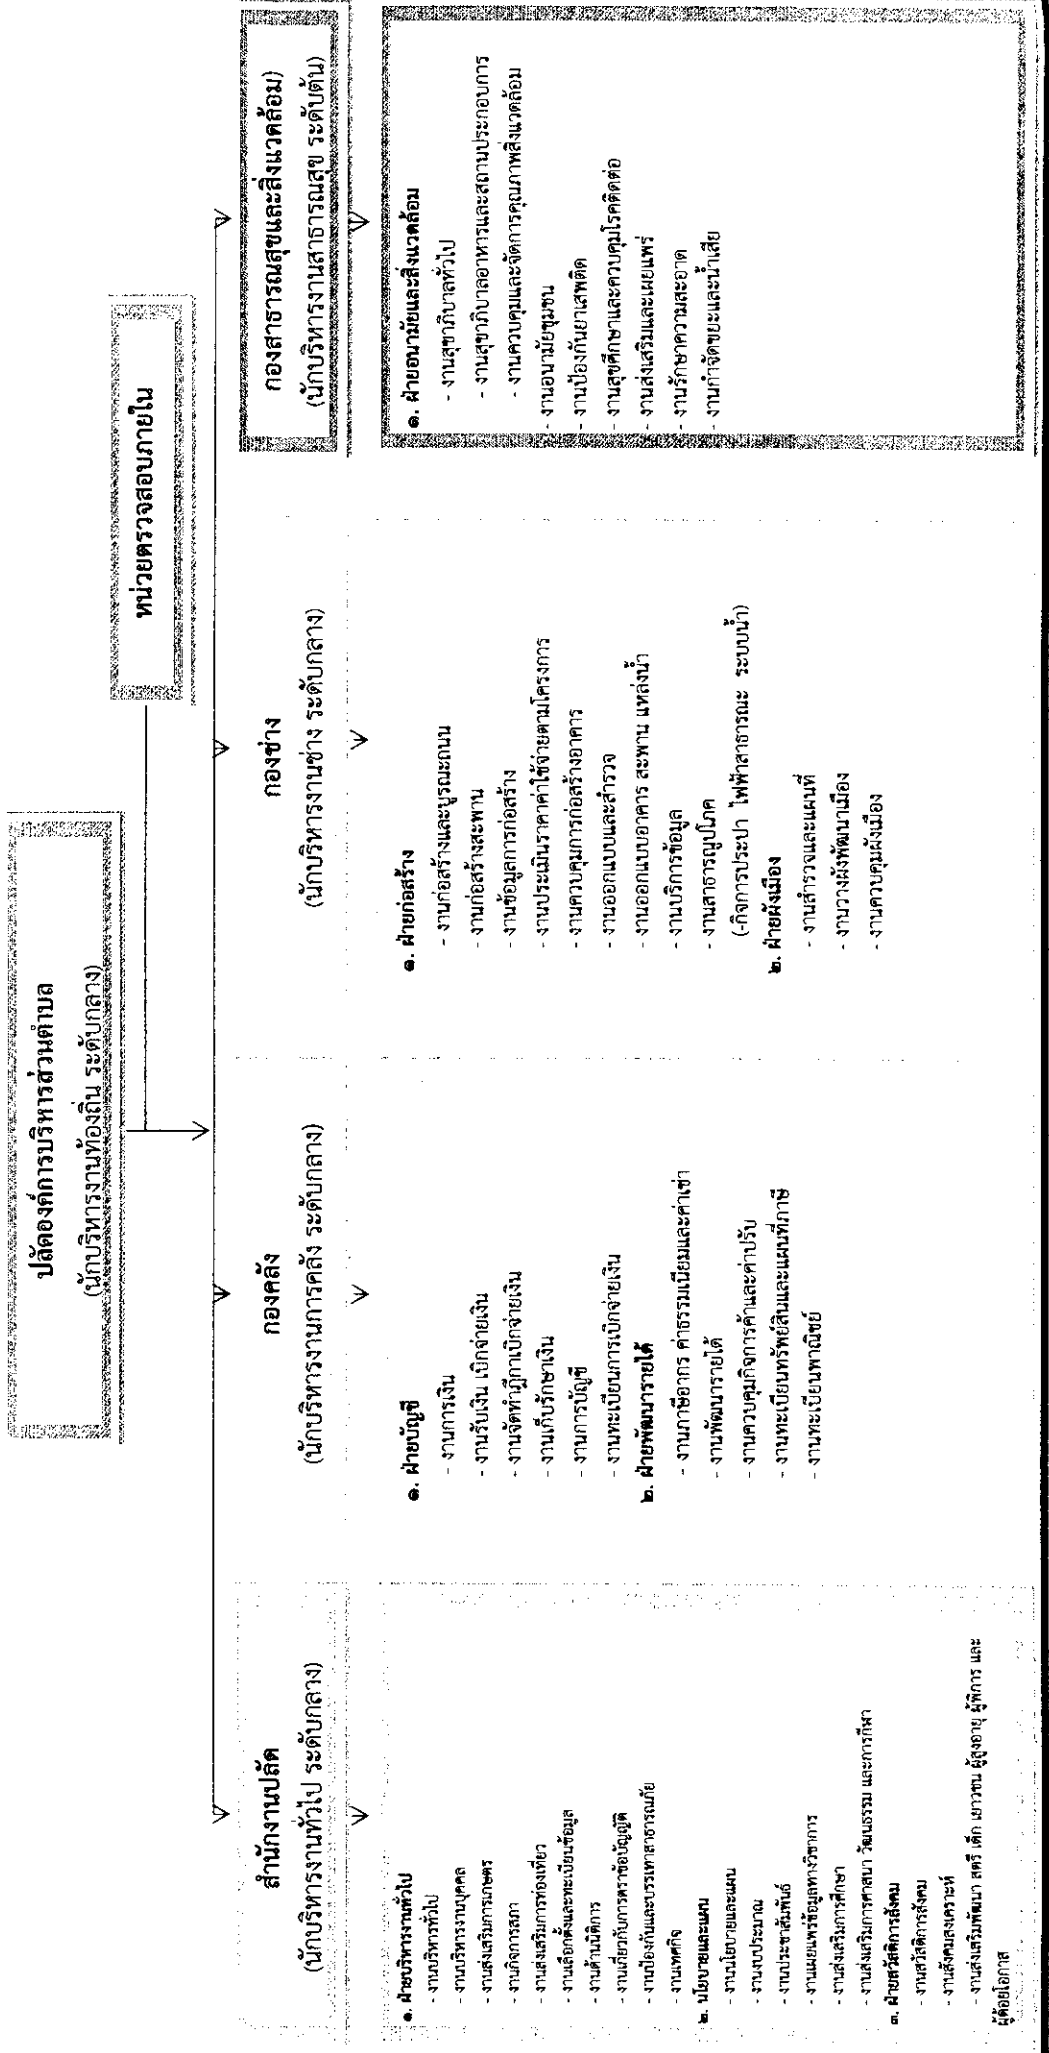 ปลัดองค์การบริหารส่วนตำบล
(นักบริหารงานท้องถิ่น ระดับกลาง)
หน่วยตรวจสอบภายใน
สำนักงานปลัด
(นักบริหารงานทั่วไป ระดับกลาง)
๑. ฝ่ายบริหารงานทั่วไป
- งานบริหารทั่วไป
- งานบริหารงานบุคคล
- งานส่งเสริมการเกษตร
- งานกิจการสภา
- งานส่งเสริมการท่องเที่ยว
- งานเลือกตั้งและทะเบียนข้อมูล
- งานด้านนิติการ
- งานเกี่ยวกับการตราข้อบัญญัติ
- งานป้องกันและบรรเทาสาธารณภัย
- งานเทศกิจ
๒. นโยบายและแผน
- งานนโยบายและแผน
- งานงบประมาณ
- งานประชาสัมพันธ์
- งานเผยแพร่ข้อมูลทางวิชาการ
- งานส่งเสริมการศึกษา
- งานส่งเสริมการศาสนา วัฒนธรรม และการกีฬา
๓. ฝ่ายสวัสดิการสังคม
- งานสวัสดิการสังคม
- งานสังคมสงเคราะห์
- งานส่งเสริมพัฒนา สตรี เด็ก เยาวชน ผู้สูงอายุ ผู้พิการ และ
ผู้ด้อยโอกาส
กองคลัง
(นักบริหารงานการคลัง ระดับกลาง)
๑. ฝ่ายบัญชี
- งานการเงิน
- งานรับเงิน เบิกจ่ายเงิน
- งานจัดทำฎีกาเบิกจ่ายเงิน
- งานเก็บรักษาเงิน
- งานการบัญชี
- งานทะเบียนการเบิกจ่ายเงิน
๒. ฝ่ายพัฒนารายได้
- งานภาษีอากร ค่าธรรมเนียมและค่าเช่า
- งานพัฒนารายได้
- งานควบคุมกิจการค้าและค่าปรับ
- งานทะเบียนทรัพย์สินและแผนที่ภาษี
- งานทะเบียนพาณิชย์
กองช่าง
(นักบริหารงานช่าง ระดับกลาง)
๑. ฝ่ายก่อสร้าง
- งานก่อสร้างและบูรณะถนน
- งานก่อสร้างสะพาน
- งานข้อมูลการก่อสร้าง
- งานประเมินราคาค่าใช้จ่ายตามโครงการ
- งานควบคุมการก่อสร้างอาคาร
- งานออกแบบและสำรวจ
- งานออกแบบอาคาร สะพาน แหล่งน้ำ
- งานบริการข้อมูล
- งานสาธารณูปโภค
(-กิจการประปา ไฟฟ้าสาธารณะ ระบบน้ำ)
๒. ฝ่ายผังเมือง
- งานสำรวจและแผนที่
- งานวางผังพัฒนาเมือง
- งานควบคุมผังเมือง
กองสาธารณสุขและสิ่งแวดล้อม)
(นักบริหารงานสาธารณสุข ระดับต้น)
๑. ฝ่ายอนามัยและสิ่งแวดล้อม
- งานสุขาภิบาลทั่วไป
- งานสุขาภิบาลอาหารและสถานประกอบการ
- งานควบคุมและจัดการคุณภาพสิ่งแวดล้อม
- งานอนามัยชุมชน
- งานป้องกันยาเสพติด
- งานสุขศึกษาและควบคุมโรคติดต่อ
- งานส่งเสริมและเผยแพร่
- งานรักษาความสะอาด
- งานกำจัดขยะและน้ำเสีย